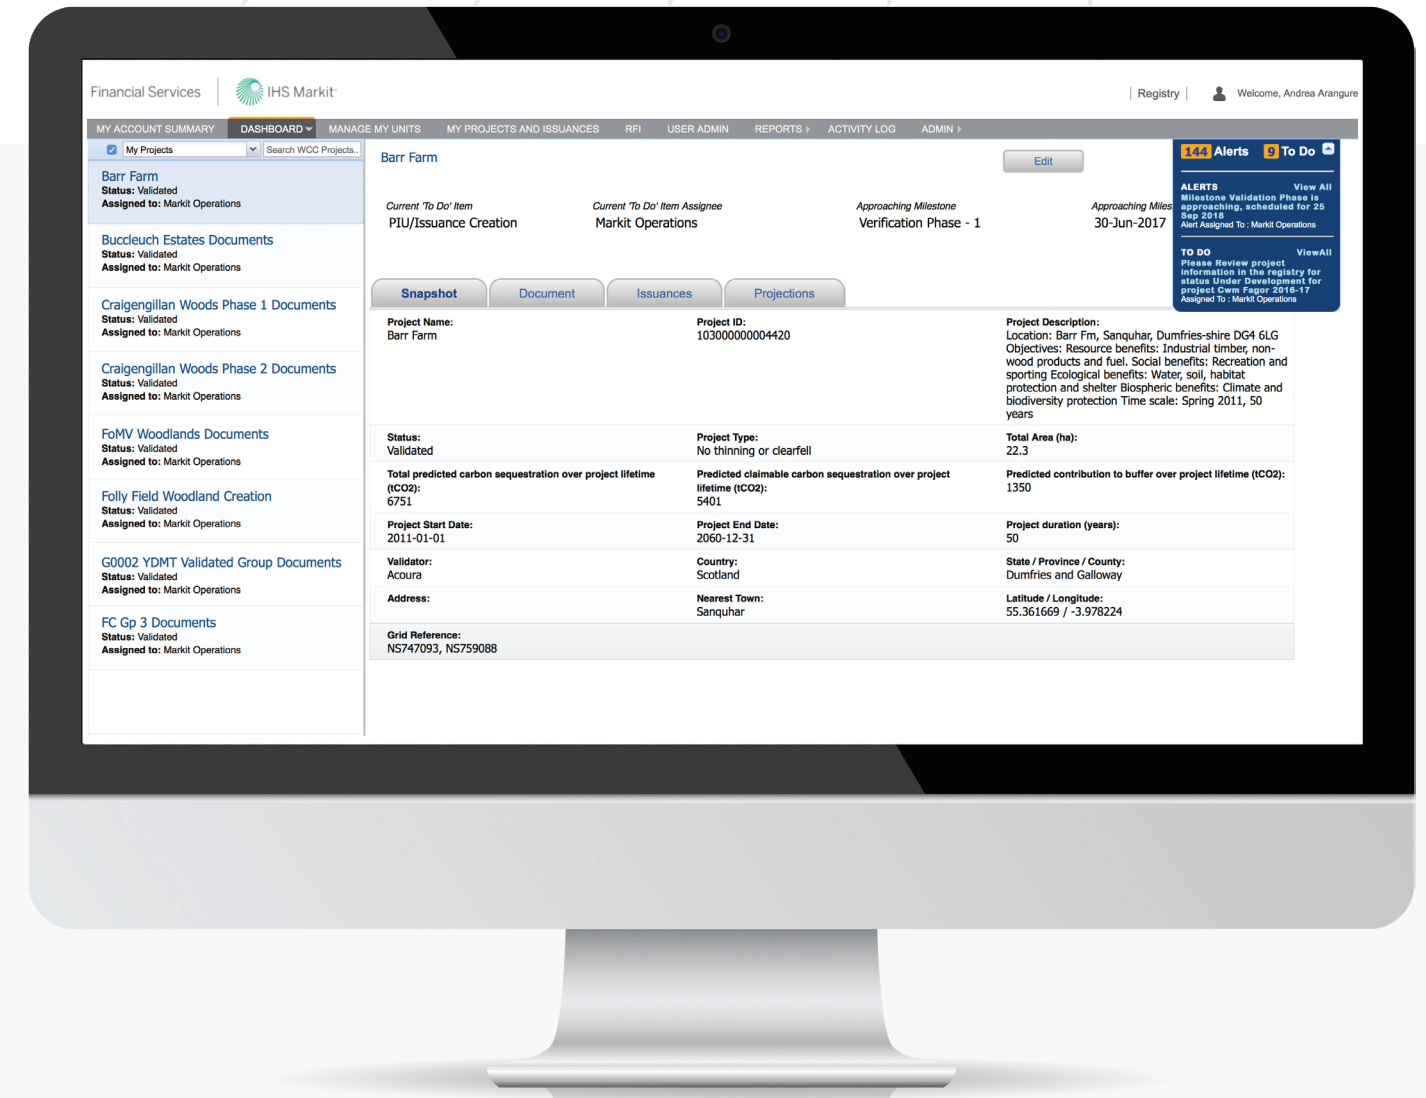 Financial Services
IHS Markit
| Registry |
Welcome, Andrea Arangure
MY ACCOUNT SUMMARY
DASHBOARD
MANAGE MY UNITS
MY PROJECTS AND ISSUANCES
RFI
USER ADMIN
REPORTS
ACTIVITY LOG
ADMIN
My Projects
Search WCC Projects..
Barr Farm
Status: Validated
Assigned to: Markit Operations
Buccleuch Estates Documents
Status: Validated
Assigned to: Markit Operations
Craigengillan Woods Phase 1 Documents
Status: Validated
Assigned to: Markit Operations
Craigengillan Woods Phase 2 Documents
Status: Validated
Assigned to: Markit Operations
FoMV Woodlands Documents
Status: Validated
Assigned to: Markit Operations
Folly Field Woodland Creation
Status: Validated
Assigned to: Markit Operations
G0002 YDMT Validated Group Documents
Status: Validated
Assigned to: Markit Operations
FC Gp 3 Documents
Status: Validated
Assigned to: Markit Operations
Barr Farm
Edit
Current 'To Do' Item
PIU/Issuance Creation
Current 'To Do' Item Assignee
Markit Operations
Approaching Milestone
Verification Phase - 1
Approaching Miles
30-Jun-2017
144 Alerts 9 To Do
ALERTS View All
Milestone Validation Phase is
approaching, scheduled for 25
Sep 2018
Alert Assigned To : Markit Operations
TO DO ViewAll
Please Review project
information in the registry for
status Under Development for
project Cwm Fagor 2016-17
Assigned To : Markit Operations
Snapshot
Document
Issuances
Projections
Project Name:
Barr Farm
Project ID:
103000000004420
Project Description:
Location: Barr Fm, Sanquhar, Dumfries-shire DG4 6LG
Objectives: Resource benefits: Industrial timber, non-
wood products and fuel. Social benefits: Recreation and
sporting Ecological benefits: Water, soil, habitat
protection and shelter Biospheric benefits: Climate and
biodiversity protection Time scale: Spring 2011, 50
years
Status:
Validated
Project Type:
No thinning or clearfell
Total Area (ha):
22.3
Total predicted carbon sequestration over project lifetime
(tCO2):
6751
Predicted claimable carbon sequestration over project
lifetime (tCO2):
5401
Predicted contribution to buffer over project lifetime (tCO2):
1350
Project Start Date:
2011-01-01
Project End Date:
2060-12-31
Project duration (years):
50
Validator:
Acoura
Country:
Scotland
State / Province / County:
Dumfries and Galloway
Address:
Nearest Town:
Sanquhar
Latitude / Longitude:
55.361669 / -3.978224
Grid Reference:
NS747093, NS759088